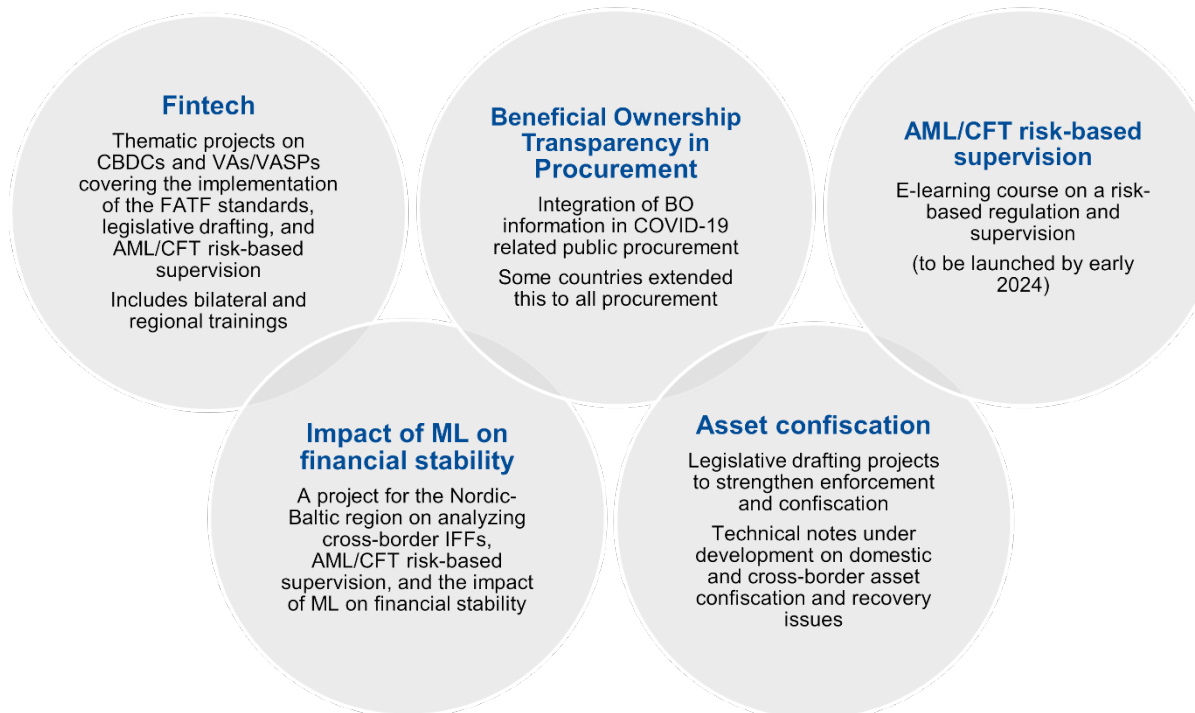 Fintech
Thematic projects on
CBDCs and VAs/VASPs
covering the implementation
of the FATF standards,
legislative drafting, and
AML/CFT risk-based
supervision
Includes bilateral and
regional trainings
Beneficial Ownership
Transparency in
Procurement
Integration of BO
information in COVID-19
related public procurement
Some countries extended
this to all procurement
AML/CFT risk-based
supervision
E-learning course on a risk-
based regulation and
supervision
(to be launched by early
2024)
Impact of ML on
financial stability
A project for the Nordic-
Baltic region on analyzing
cross-border IFFs,
AML/CFT risk-based
supervision, and the impact
of ML on financial stability
Asset confiscation
Legislative drafting projects
to strengthen enforcement
and confiscation
Technical notes under
development on domestic
and cross-border asset
confiscation and recovery
issues